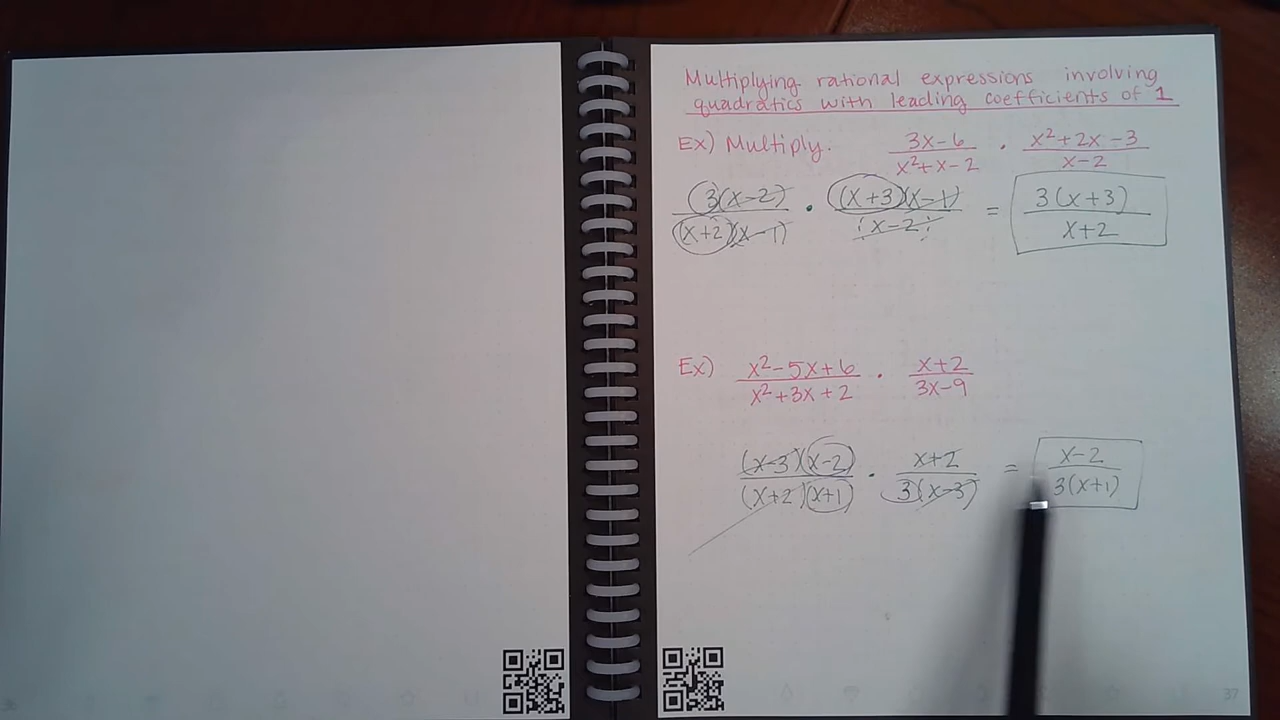 Multiplying rational expressions involving
quadratics with leading coefficients of 1
Ex) Multiply. (3x-6)/(x²+x-2) · (x²+2x-3)/(x-2)
3(x-2)/((x+2)(x-1)) · (x+3)(x-1)/(x-2) = 3(x+3)/(x+2)
Ex) (x²-5x+6)/(x²+3x+2) · (x+2)/(3x-9)
(x-3)(x-2)/((x+2)(x+1)) · (x+2)/(3(x-3)) = (x-2)/(3(x+1))
37